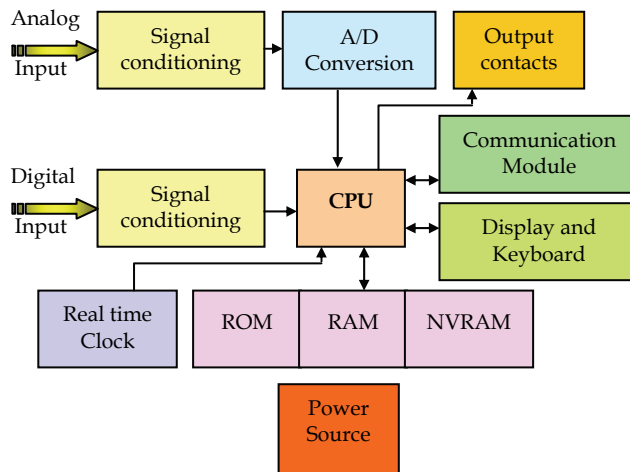 Analog
Input
Signal
conditioning
A/D
Conversion
Output
contacts
Communication
Module
Digital
Input
Signal
conditioning
CPU
Display and
Keyboard
Real time
Clock
ROM
RAM
NVRAM
Power
Source